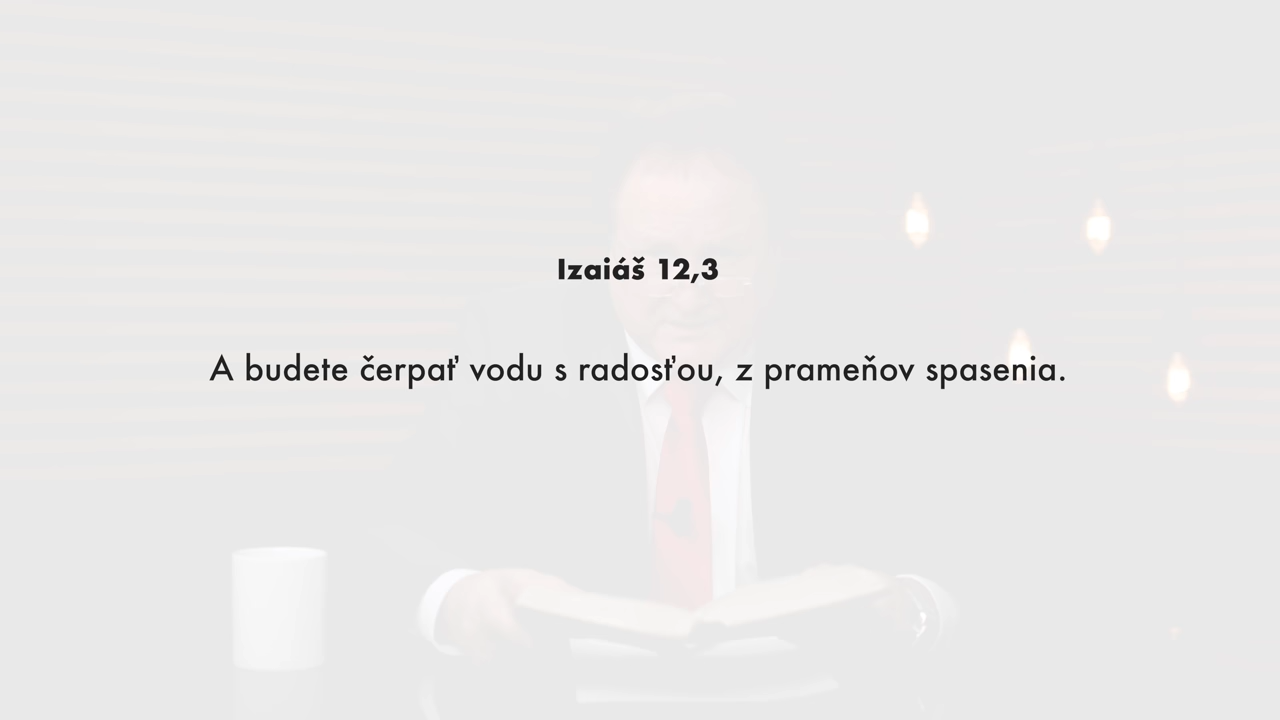 Izaiáš 12,3
A budete čerpať vodu s radosťou, z prameňov spasenia.